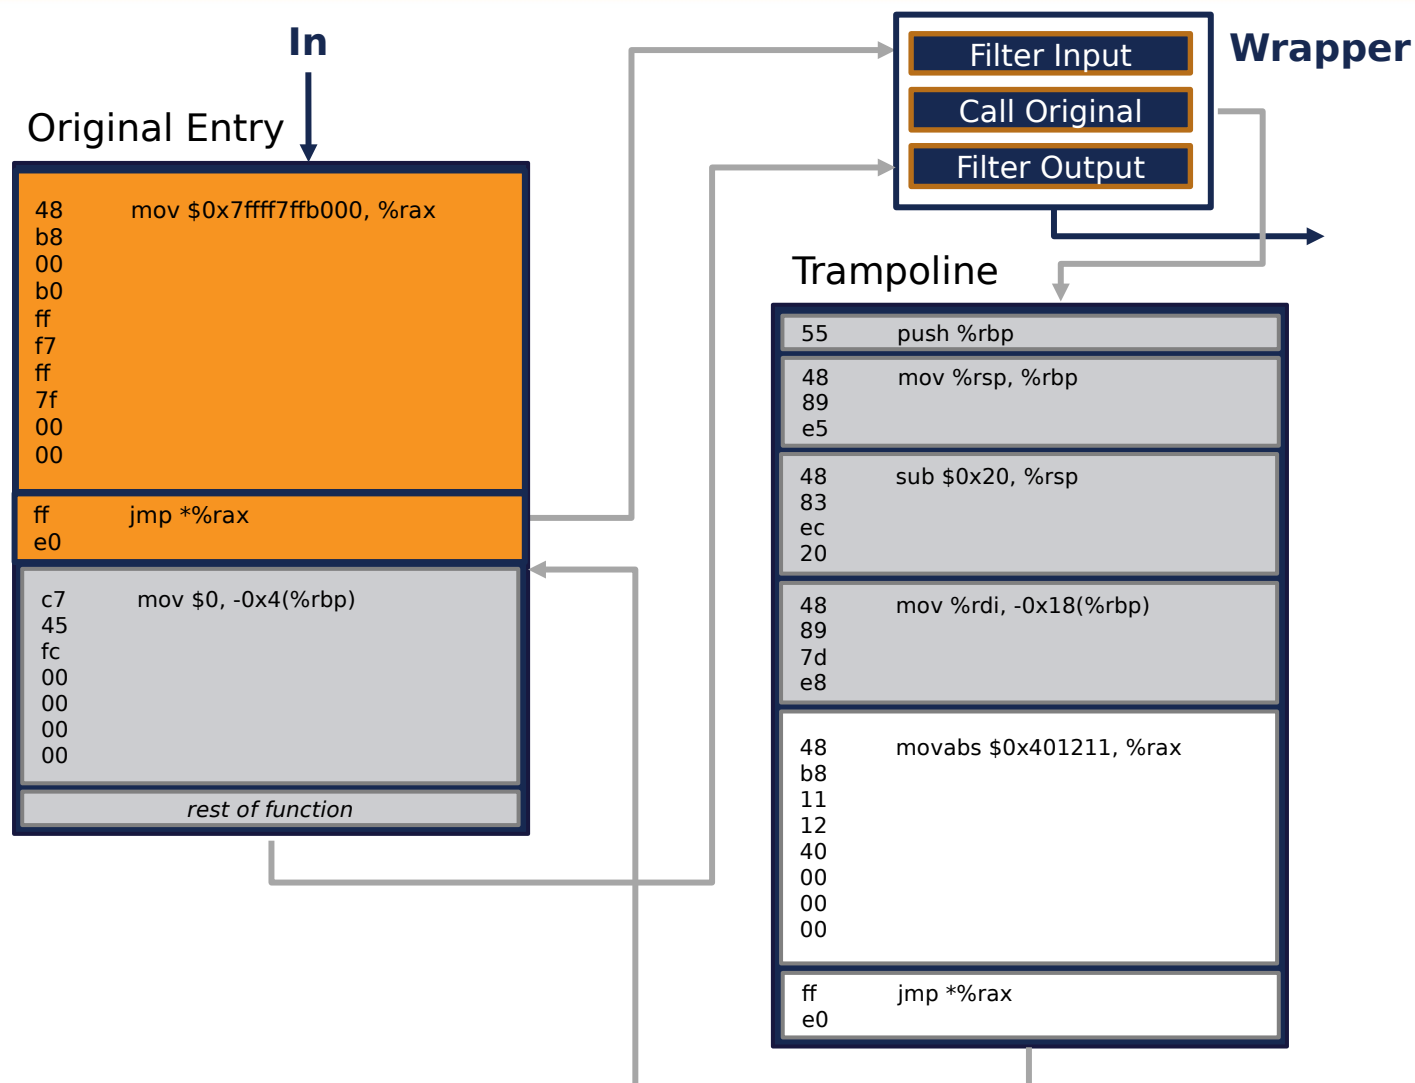 In
Original Entry
48 mov $0x7ffff7ffb000, %rax
b8
00
b0
ff
f7
ff
7f
00
00
ff jmp *%rax
e0
c7 mov $0, -0x4(%rbp)
45
fc
00
00
00
00
rest of function
Wrapper
Filter Input
Call Original
Filter Output
Trampoline
55 push %rbp
48 mov %rsp, %rbp
89
e5
48 sub $0x20, %rsp
83
ec
20
48 mov %rdi, -0x18(%rbp)
89
7d
e8
48 movabs $0x401211, %rax
b8
11
12
40
00
00
00
ff jmp *%rax
e0